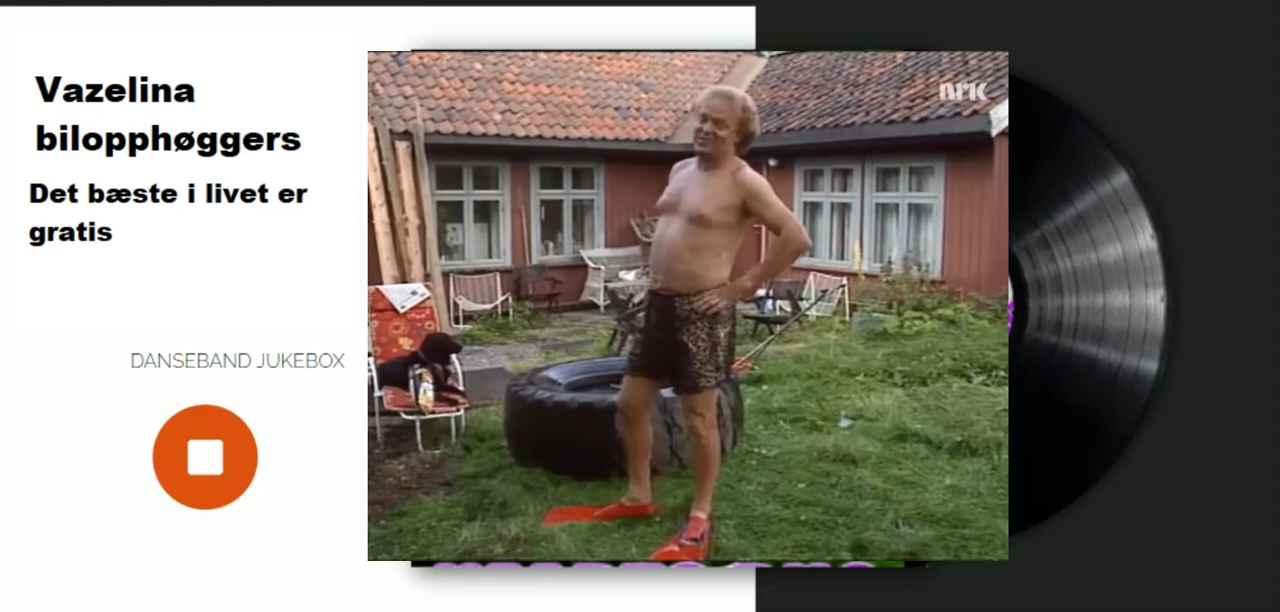 Vazelina
bilopphøggers
Det bæste i livet er
gratis
DANSEBAND JUKEBOX
NRK